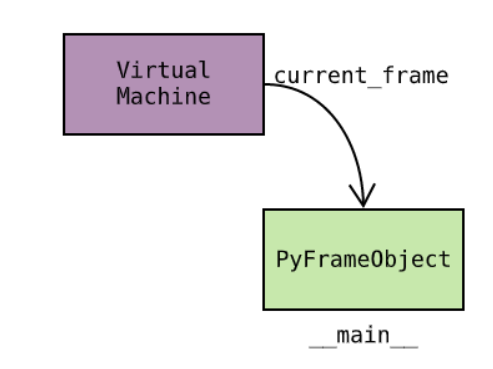 Virtual
Machine
current_frame
PyFrameObject
__main__